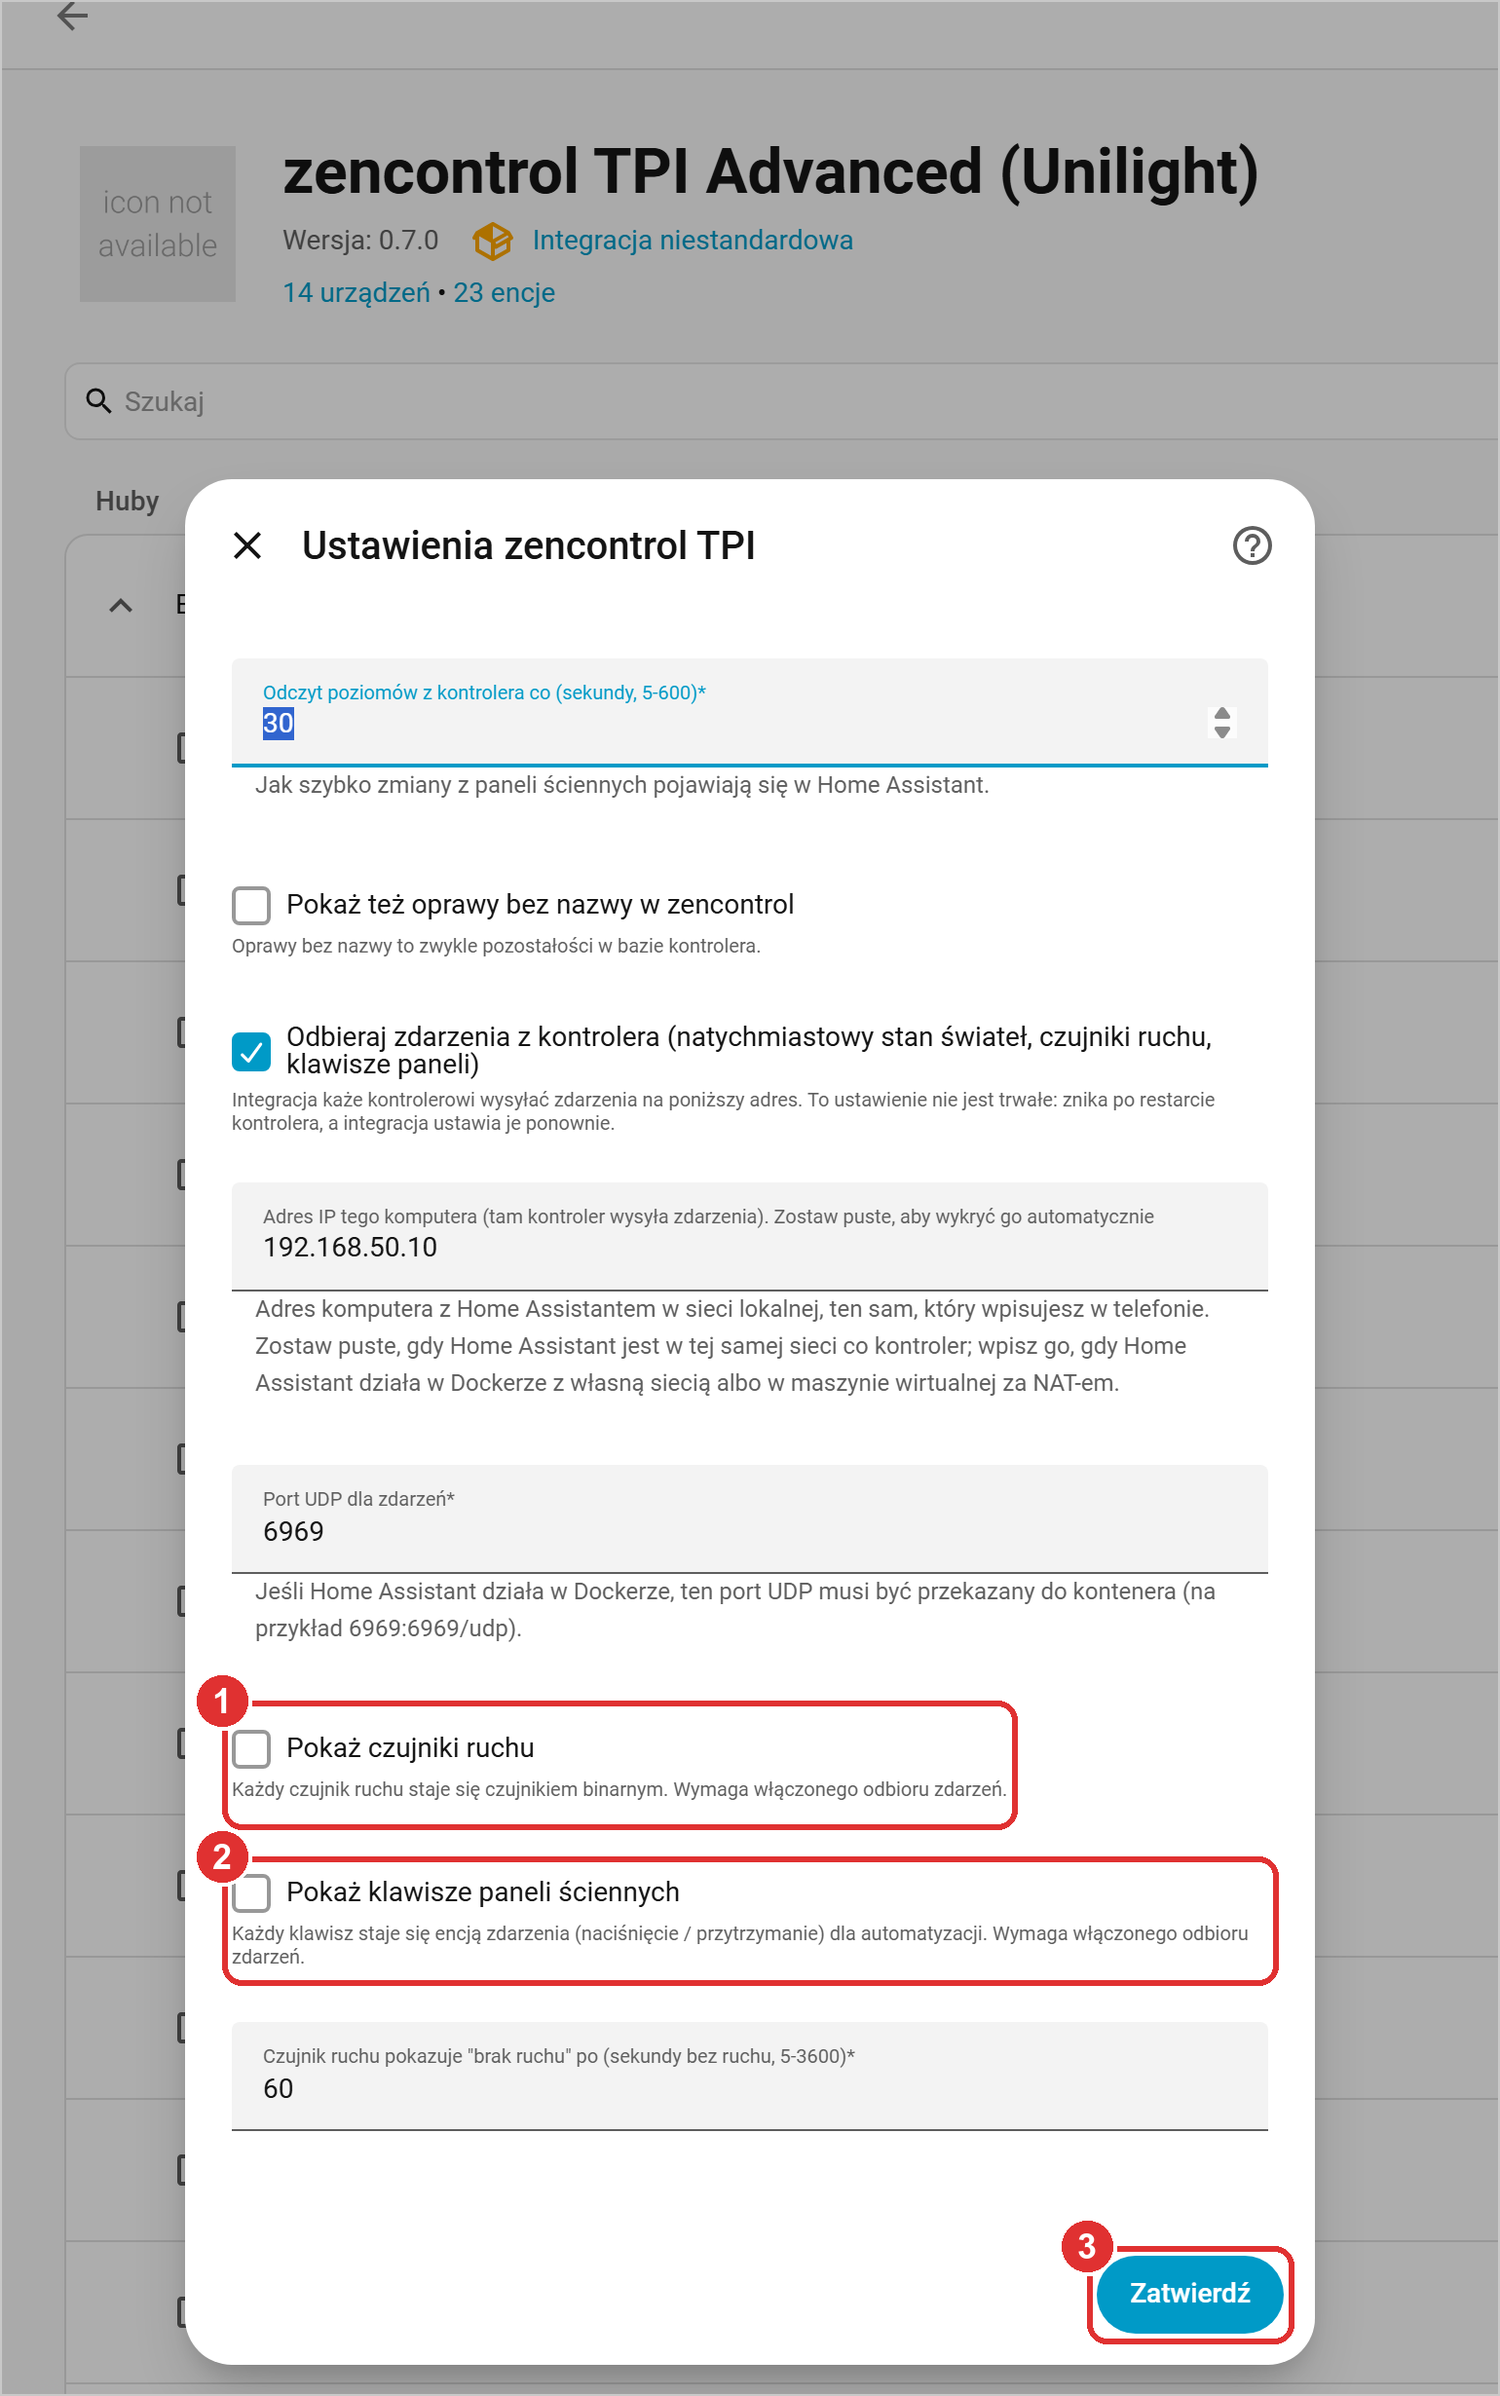 icon not
available
zencontrol TPI Advanced (Unilight)
Wersja: 0.7.0 Integracja niestandardowa
14 urządzeń • 23 encje
Szukaj
Huby
Ustawienia zencontrol TPI
Odczyt poziomów z kontrolera co (sekundy, 5-600)*
30
Jak szybko zmiany z paneli ściennych pojawiają się w Home Assistant.
Pokaż też oprawy bez nazwy w zencontrol
Oprawy bez nazwy to zwykle pozostałości w bazie kontrolera.
Odbieraj zdarzenia z kontrolera (natychmiastowy stan świateł, czujniki ruchu,
klawisze paneli)
Integracja każe kontrolerowi wysyłać zdarzenia na poniższy adres. To ustawienie nie jest trwałe: znika po restarcie
kontrolera, a integracja ustawia je ponownie.
Adres IP tego komputera (tam kontroler wysyła zdarzenia). Zostaw puste, aby wykryć go automatycznie
192.168.50.10
Adres komputera z Home Assistantem w sieci lokalnej, ten sam, który wpisujesz w telefonie.
Zostaw puste, gdy Home Assistant jest w tej samej sieci co kontroler; wpisz go, gdy Home
Assistant działa w Dockerze z własną siecią albo w maszynie wirtualnej za NAT-em.
Port UDP dla zdarzeń*
6969
Jeśli Home Assistant działa w Dockerze, ten port UDP musi być przekazany do kontenera (na
przykład 6969:6969/udp).
1
Pokaż czujniki ruchu
Każdy czujnik ruchu staje się czujnikiem binarnym. Wymaga włączonego odbioru zdarzeń.
2
Pokaż klawisze paneli ściennych
Każdy klawisz staje się encją zdarzenia (naciśnięcie / przytrzymanie) dla automatyzacji. Wymaga włączonego odbioru
zdarzeń.
Czujnik ruchu pokazuje "brak ruchu" po (sekundy bez ruchu, 5-3600)*
60
3
Zatwierdź